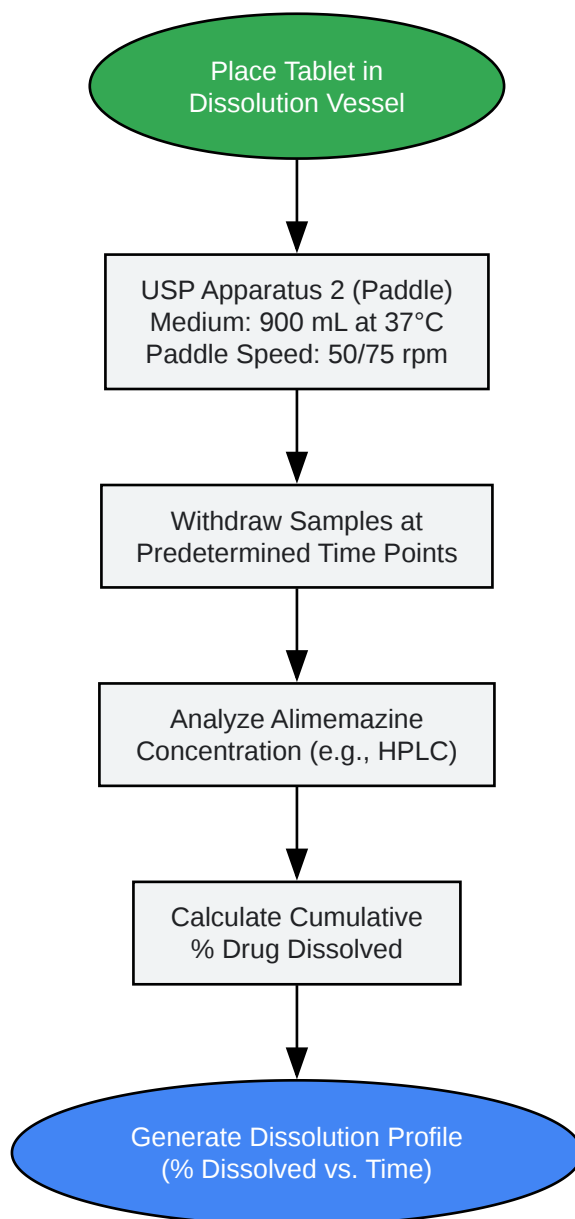 Place Tablet in
Dissolution Vessel
USP Apparatus 2 (Paddle)
Medium: 900 mL at 37°C
Paddle Speed: 50/75 rpm
Withdraw Samples at
Predetermined Time Points
Analyze Alimemazine
Concentration (e.g., HPLC)
Calculate Cumulative
% Drug Dissolved
Generate Dissolution Profile
(% Dissolved vs. Time)